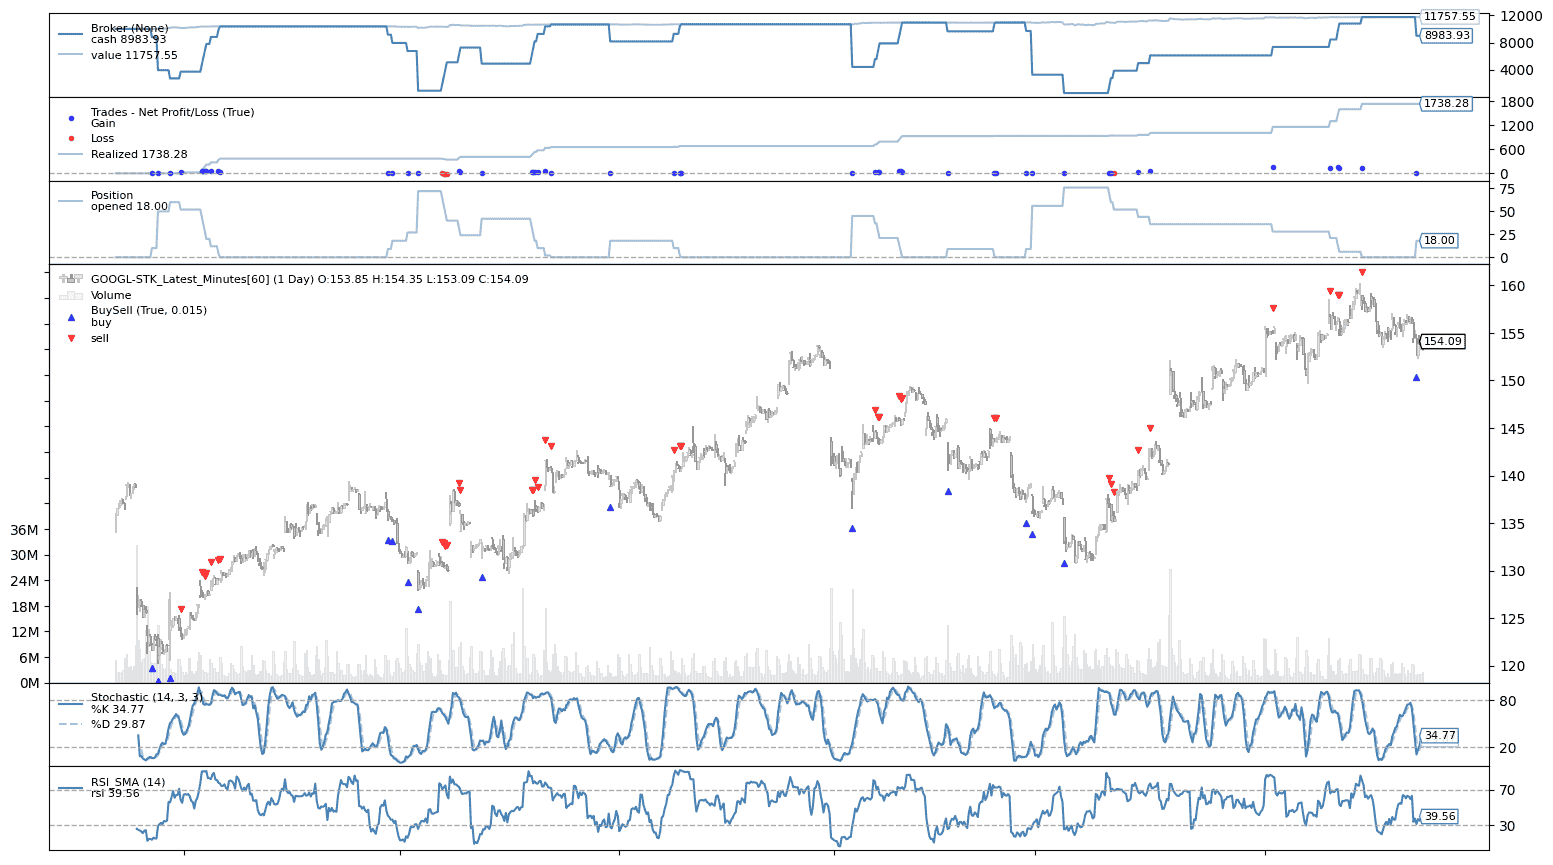 Broker (None)
cash 8983.93
value 11757.55
12000
11757.55
8983.93
8000
4000
Trades - Net Profit/Loss (True)
Gain
Loss
Realized 1738.28
1800
1738.28
1200
600
0
Position
opened 18.00
75
50
25
18.00
0
GOOGL-STK_Latest_Minutes[60] (1 Day) O:153.85 H:154.35 L:153.09 C:154.09
Volume
BuySell (True, 0.015)
buy
sell
160
155
154.09
150
145
140
135
130
125
120
36M
30M
24M
18M
12M
6M
0M
Stochastic (14, 3, 3)
%K 34.77
%D 29.87
80
34.77
20
RSI_SMA (14)
rsi 39.56
70
39.56
30